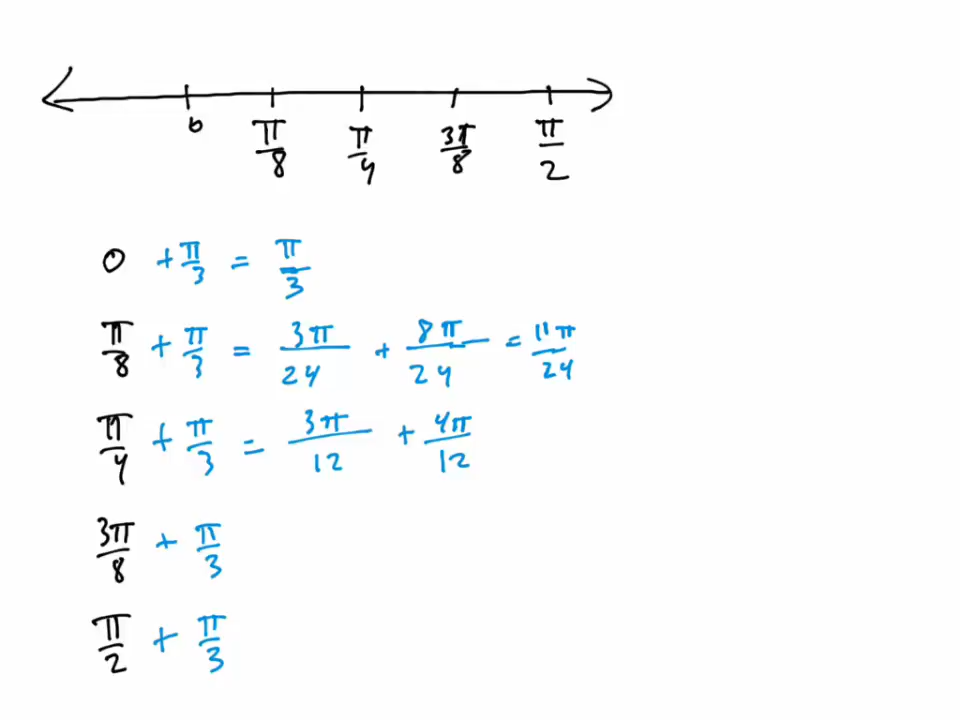 0 π/8 π/4 3π/8 π/2
0 + π/3 = π/3
π/8 + π/3 = 3π/24 + 8π/24 = 11π/24
π/4 + π/3 = 3π/12 + 4π/12
3π/8 + π/3
π/2 + π/3